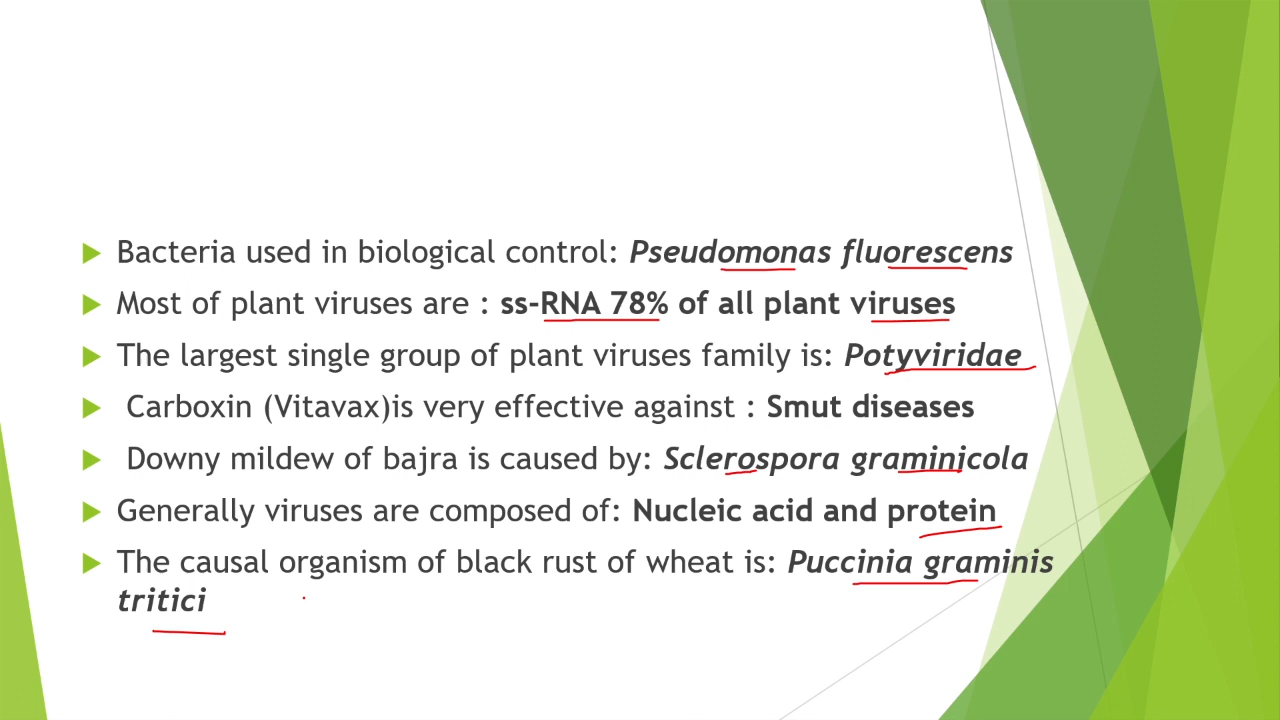 Bacteria used in biological control: Pseudomonas fluorescens
Most of plant viruses are : ss-RNA 78% of all plant viruses
The largest single group of plant viruses family is: Potyviridae
Carboxin (Vitavax)is very effective against : Smut diseases
Downy mildew of bajra is caused by: Sclerospora graminicola
Generally viruses are composed of: Nucleic acid and protein
The causal organism of black rust of wheat is: Puccinia graminis
tritici